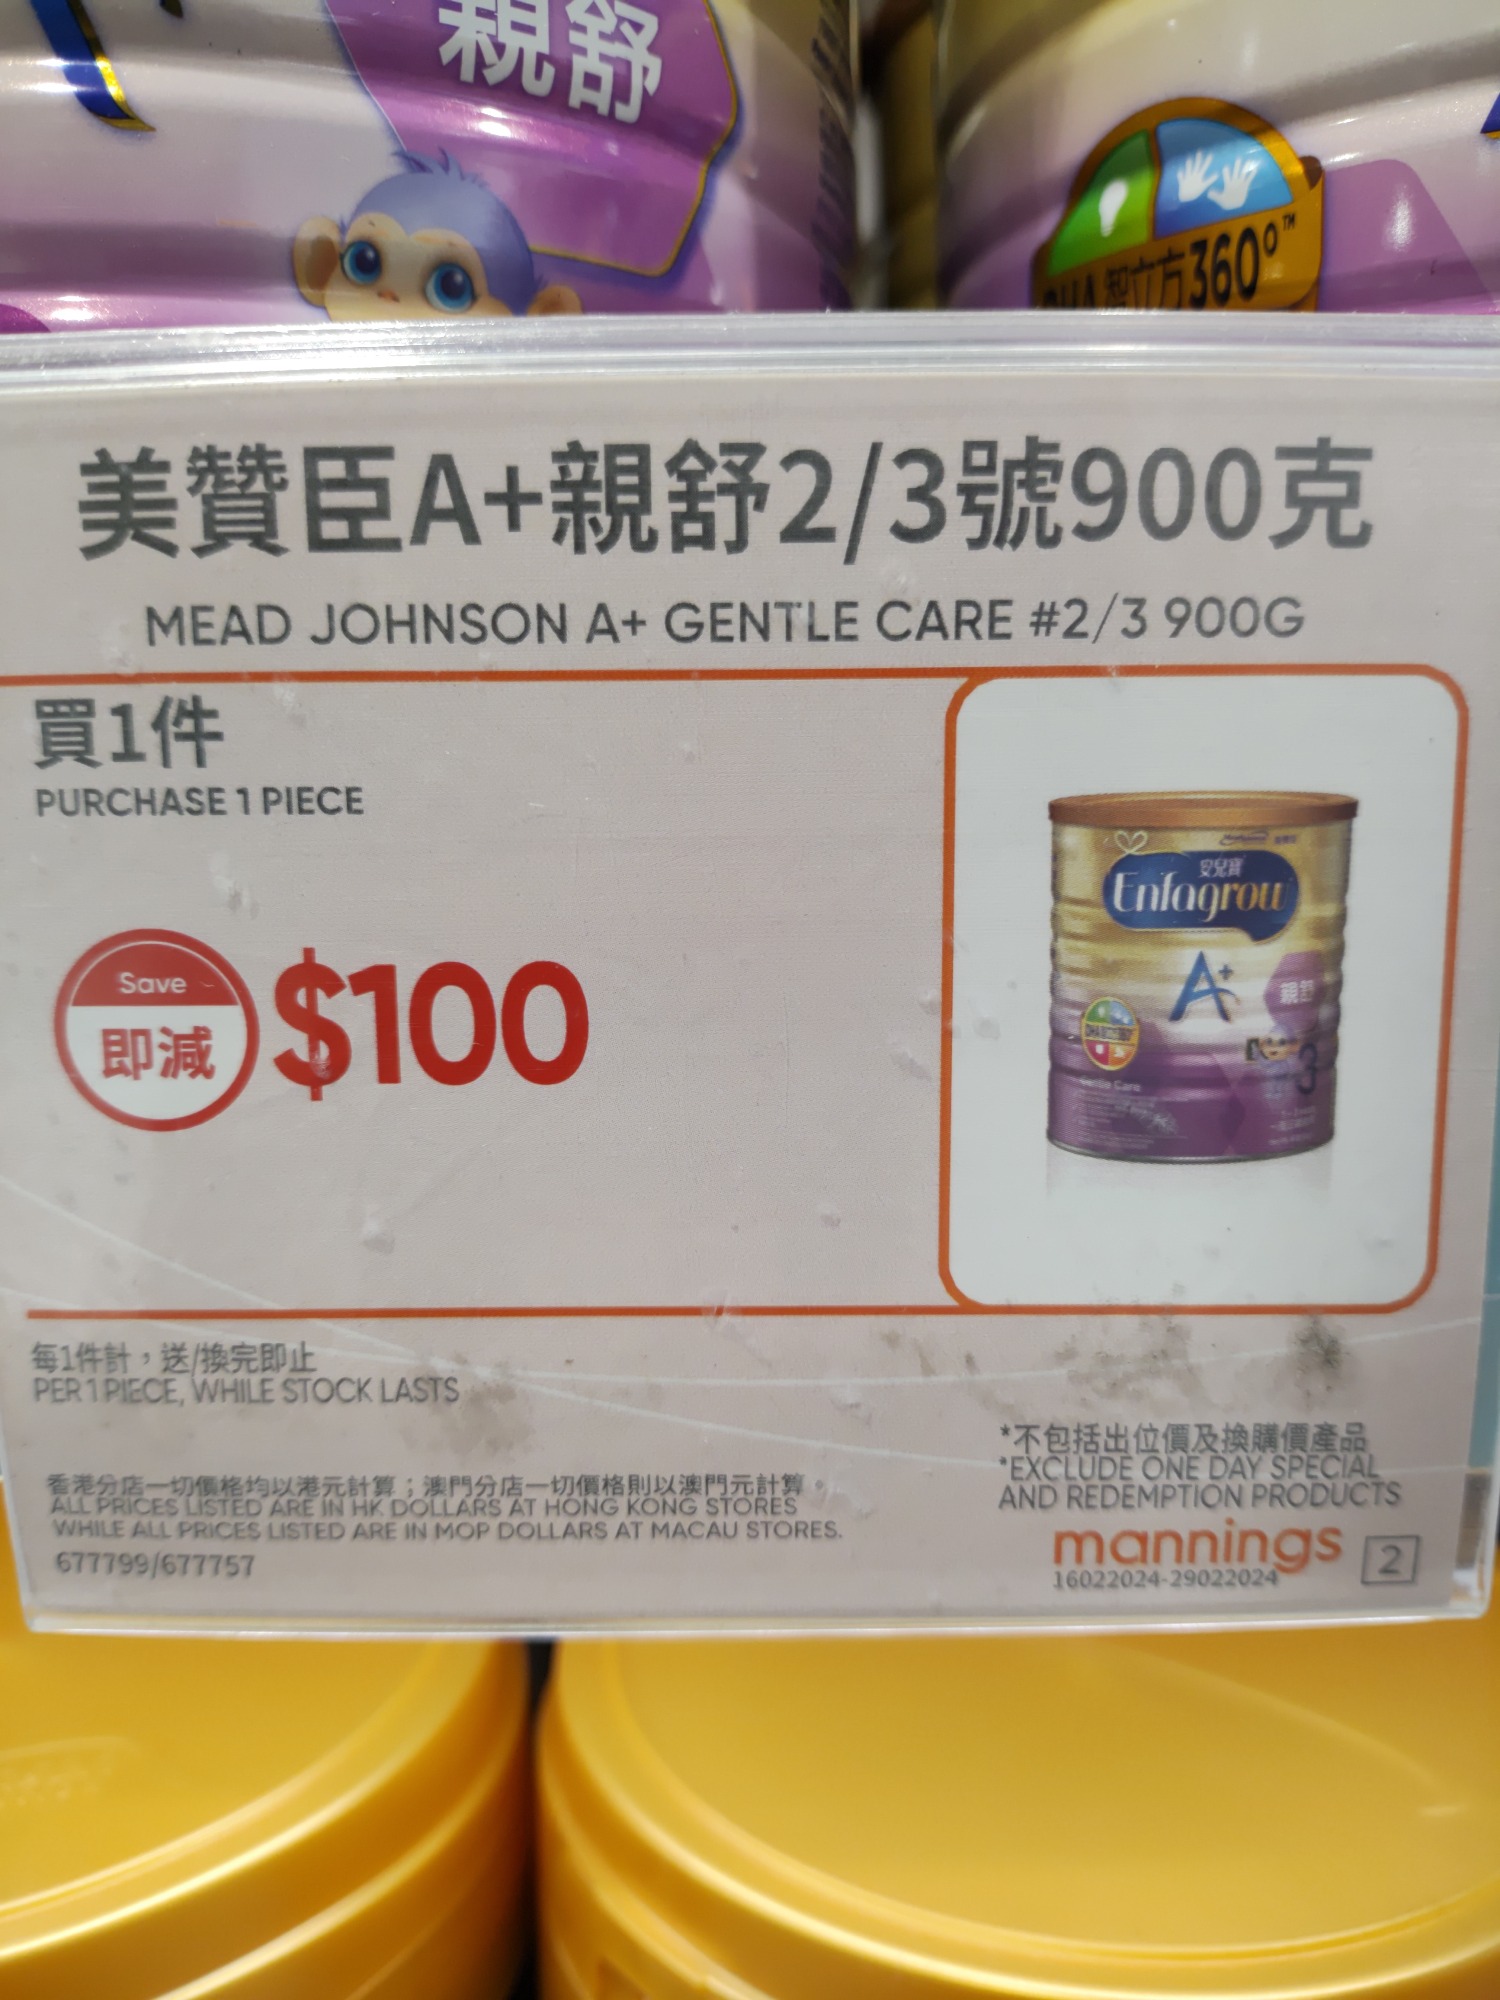 親舒
智立方360°™
美贊臣A+親舒2/3號900克
MEAD JOHNSON A+ GENTLE CARE #2/3 900G
買1件
PURCHASE 1 PIECE
Save
即減
$100
安兒寶
Enfagrow
A+
親舒
3
Gentle Care
每1件計，送/換完即止
PER 1 PIECE, WHILE STOCK LASTS
*不包括出位價及換購價產品
*EXCLUDE ONE DAY SPECIAL
AND REDEMPTION PRODUCTS
香港分店一切價格均以港元計算；澳門分店一切價格則以澳門元計算。
ALL PRICES LISTED ARE IN HK DOLLARS AT HONG KONG STORES
WHILE ALL PRICES LISTED ARE IN MOP DOLLARS AT MACAU STORES.
677799/677757
mannings
16022024-29022024
2